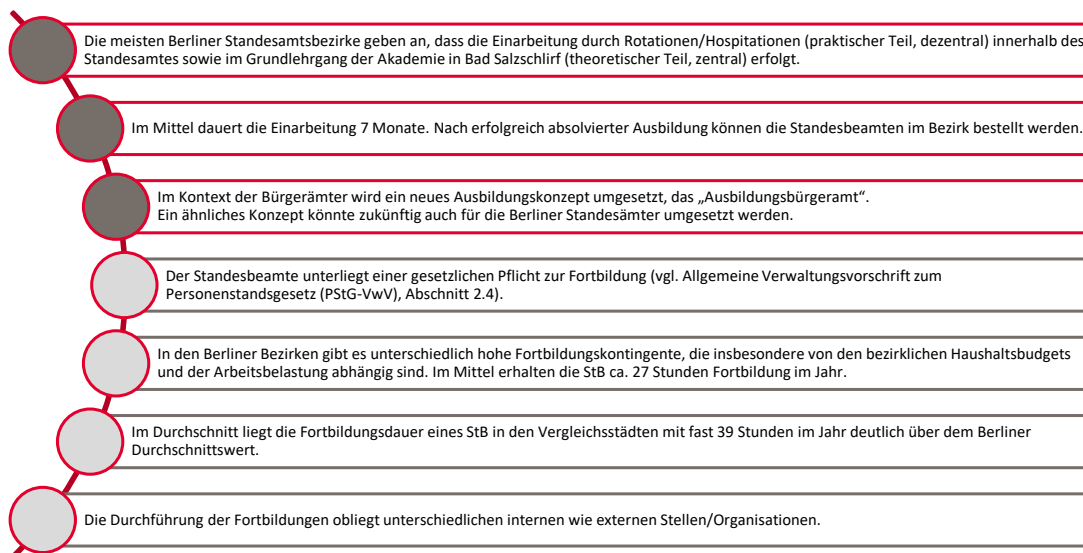 Die meisten Berliner Standesamtsbezirke geben an, dass die Einarbeitung durch Rotationen/Hospitationen (praktischer Teil, dezentral) innerhalb des
Standesamtes sowie im Grundlehrgang der Akademie in Bad Salzschlirf (theoretischer Teil, zentral) erfolgt.
Im Mittel dauert die Einarbeitung 7 Monate. Nach erfolgreich absolvierter Ausbildung können die Standesbeamten im Bezirk bestellt werden.
Im Kontext der Bürgerämter wird ein neues Ausbildungskonzept umgesetzt, das „Ausbildungsbürgeramt“.
Ein ähnliches Konzept könnte zukünftig auch für die Berliner Standesämter umgesetzt werden.
Der Standesbeamte unterliegt einer gesetzlichen Pflicht zur Fortbildung (vgl. Allgemeine Verwaltungsvorschrift zum
Personenstandsgesetz (PStG-VwV), Abschnitt 2.4).
In den Berliner Bezirken gibt es unterschiedlich hohe Fortbildungskontingente, die insbesondere von den bezirklichen Haushaltsbudgets
und der Arbeitsbelastung abhängig sind. Im Mittel erhalten die StB ca. 27 Stunden Fortbildung im Jahr.
Im Durchschnitt liegt die Fortbildungsdauer eines StB in den Vergleichsstädten mit fast 39 Stunden im Jahr deutlich über dem Berliner
Durchschnittswert.
Die Durchführung der Fortbildungen obliegt unterschiedlichen internen wie externen Stellen/Organisationen.